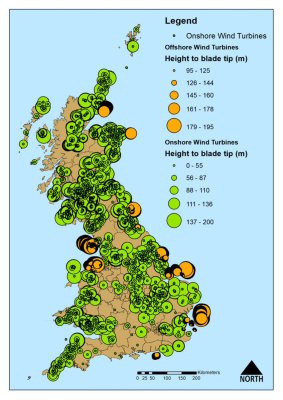 Legend
Onshore Wind Turbines
Offshore Wind Turbines
Height to blade tip (m)
95 - 125
126 - 144
145 - 160
161 - 178
179 - 195
Onshore Wind Turbines
Height to blade tip (m)
0 - 55
56 - 87
88 - 110
111 - 136
137 - 200
Kilometers
0 25 50 100 150 200
NORTH